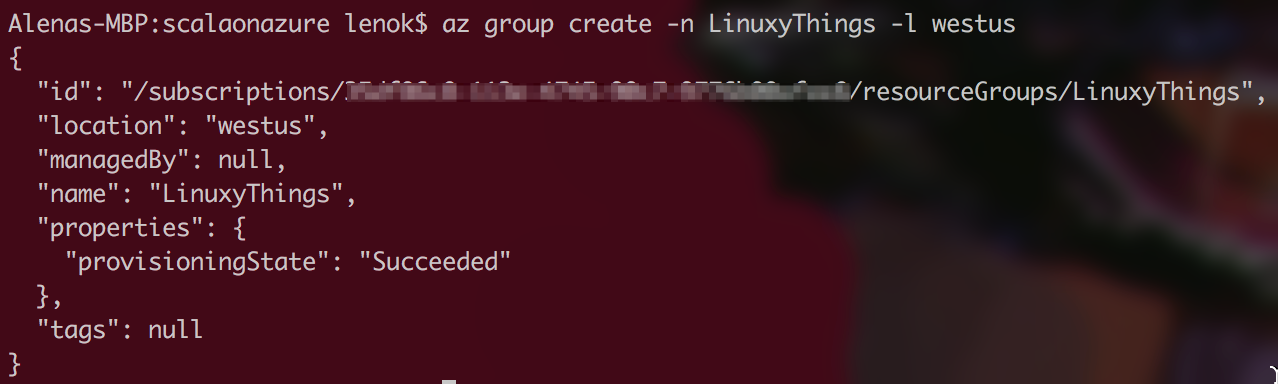 Alenas-MBP:scalaonazure lenok$ az group create -n LinuxyThings -l westus
{
  "id": "/subscriptions/ /resourceGroups/LinuxyThings",
  "location": "westus",
  "managedBy": null,
  "name": "LinuxyThings",
  "properties": {
    "provisioningState": "Succeeded"
  },
  "tags": null
}